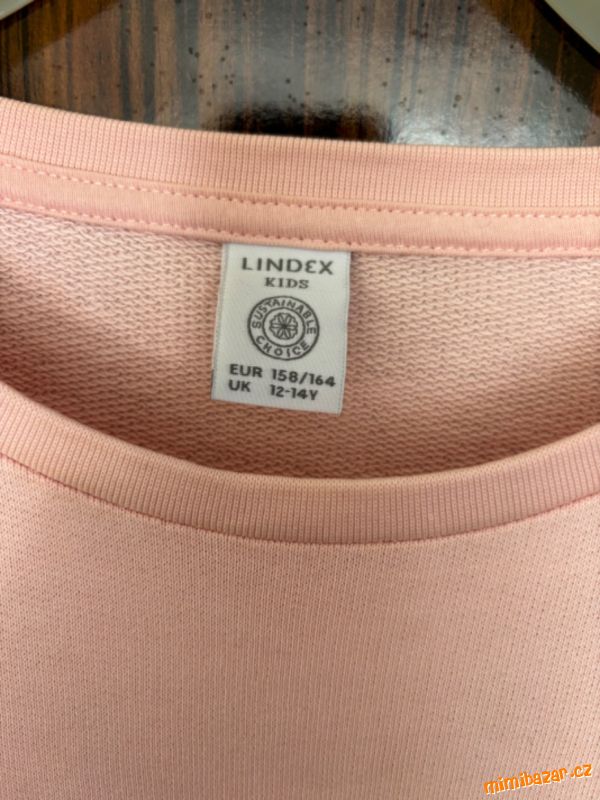 LINDEX
KIDS
SUSTAINABLE
CHOICE
EUR 158/164
UK 12-14Y
mimibazar.cz